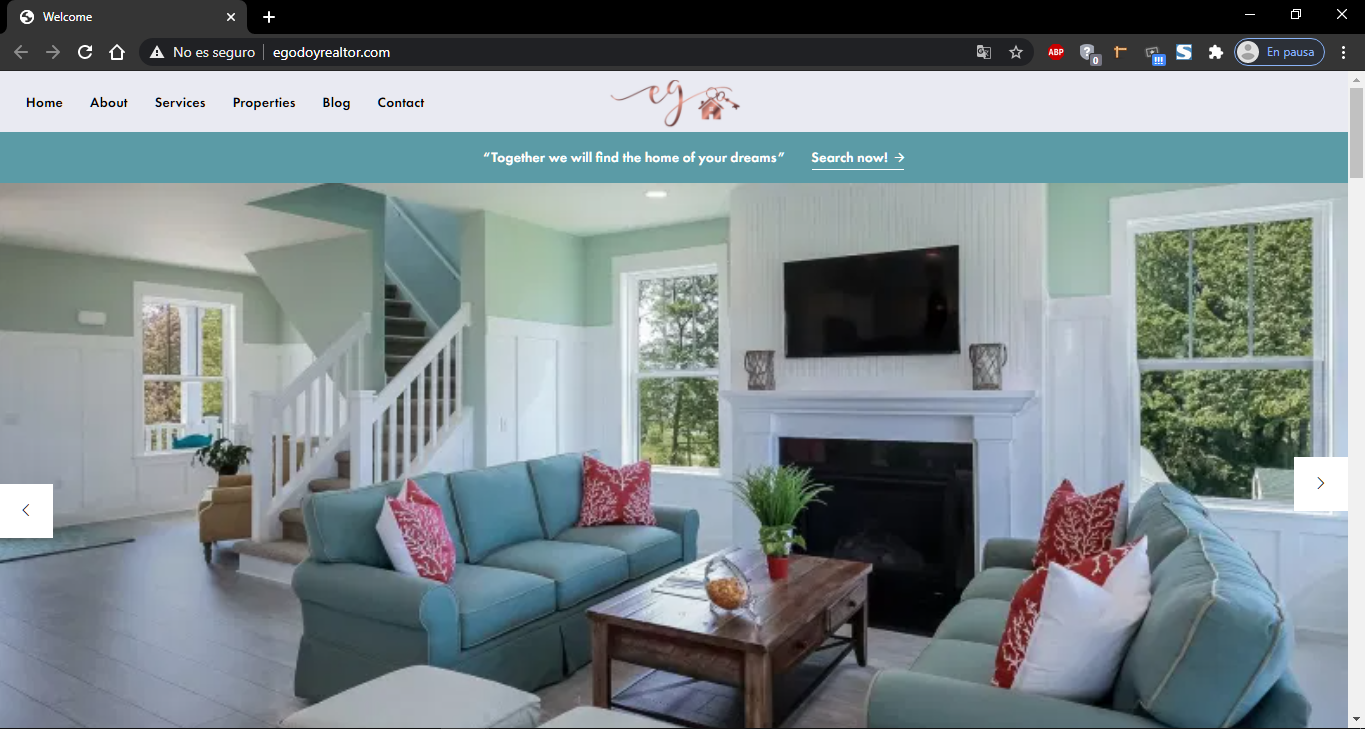 Welcome
No es seguro egodoyrealtor.com
ABP
0
En pausa
Home About Services Properties Blog Contact
eg
“Together we will find the home of your dreams” Search now! →